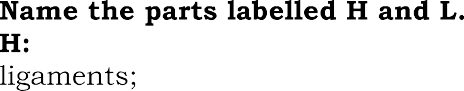 Name the parts labelled H and L.
H:
ligaments;